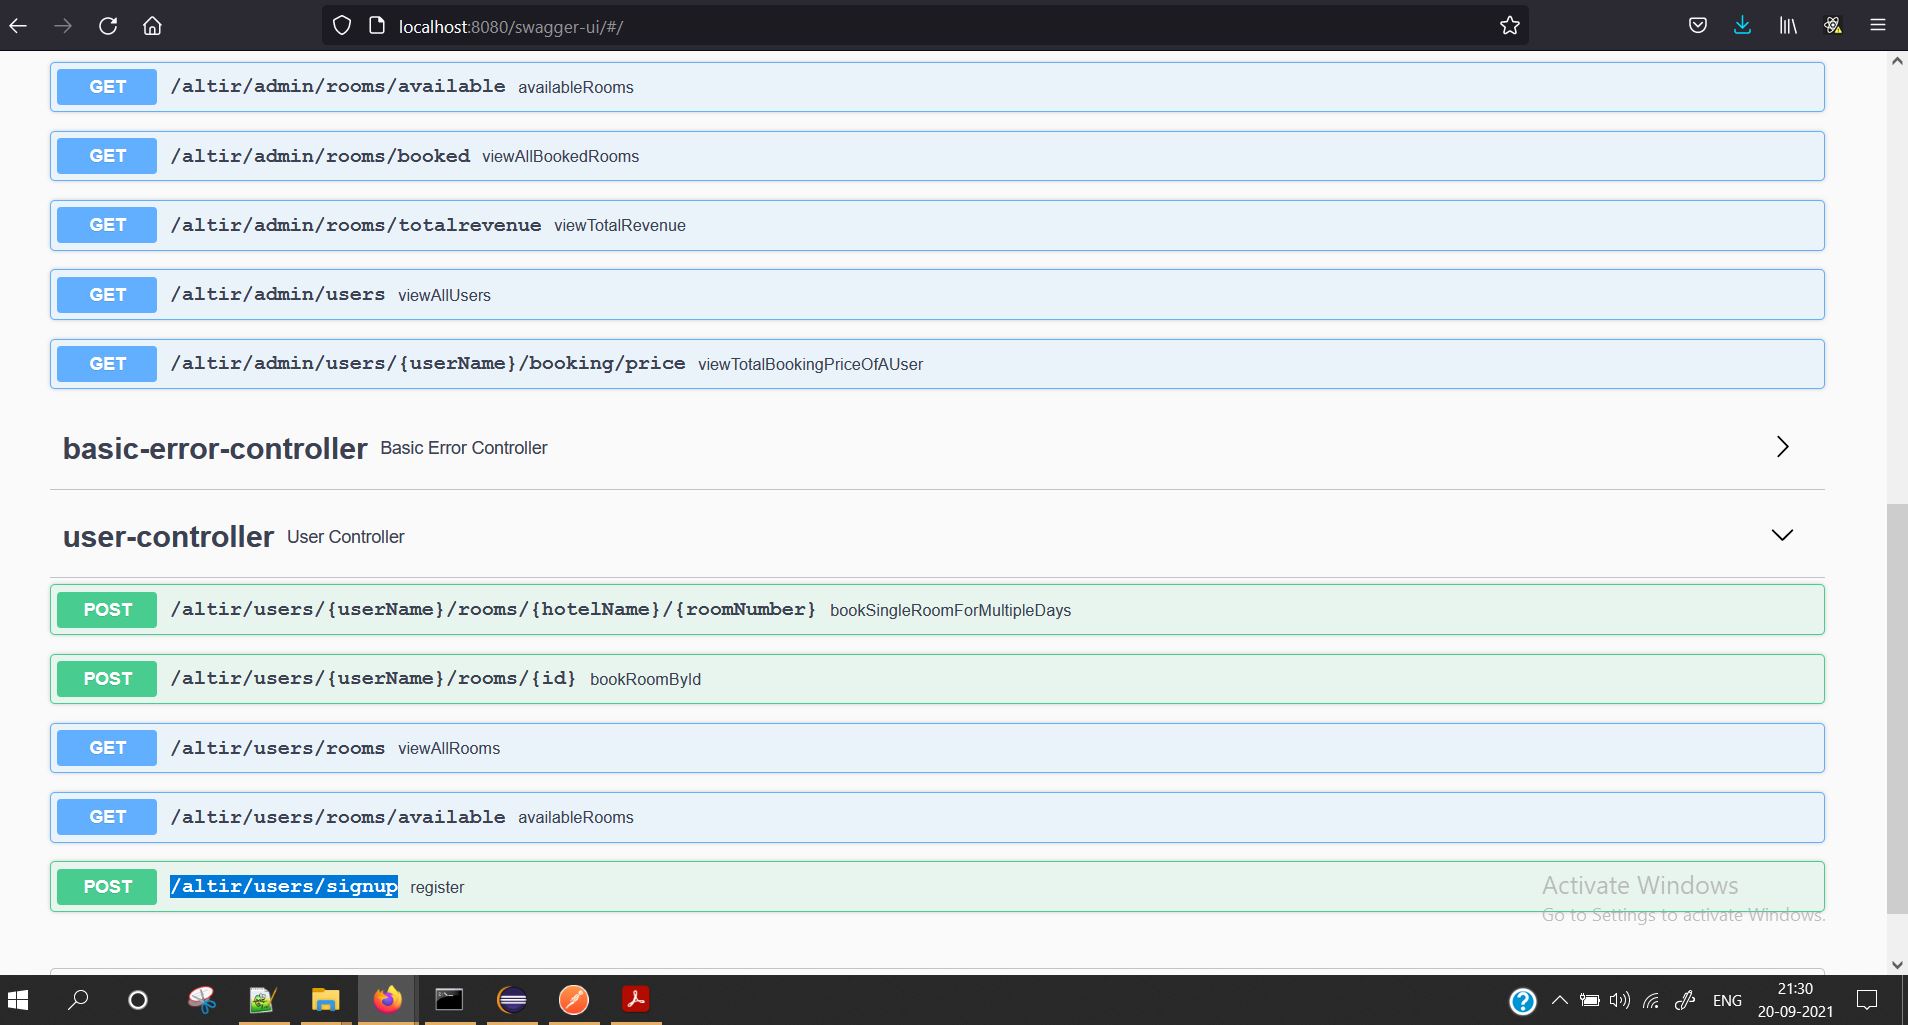 localhost:8080/swagger-ui/#/
GET /altir/admin/rooms/available availableRooms
GET /altir/admin/rooms/booked viewAllBookedRooms
GET /altir/admin/rooms/totalrevenue viewTotalRevenue
GET /altir/admin/users viewAllUsers
GET /altir/admin/users/{userName}/booking/price viewTotalBookingPriceOfAUser
basic-error-controller Basic Error Controller
user-controller User Controller
POST /altir/users/{userName}/rooms/{hotelName}/{roomNumber} bookSingleRoomForMultipleDays
POST /altir/users/{userName}/rooms/{id} bookRoomById
GET /altir/users/rooms viewAllRooms
GET /altir/users/rooms/available availableRooms
POST /altir/users/signup register
Activate Windows
Go to Settings to activate Windows.
ENG
21:30
20-09-2021